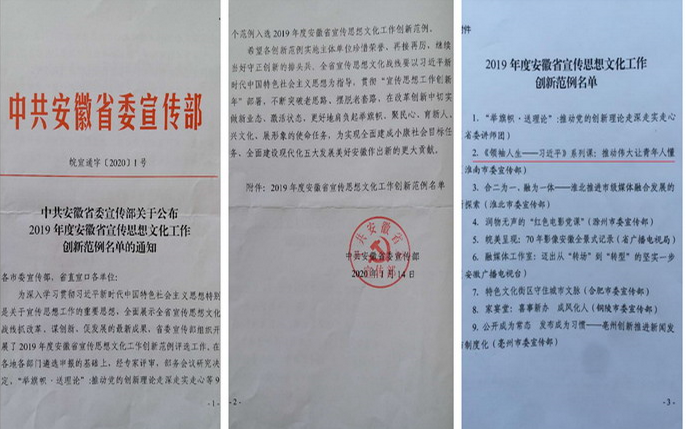 中共安徽省委宣传部
皖宣通字〔2020〕1号
中共安徽省委宣传部关于公布
2019年度安徽省宣传思想文化工作
创新范例名单的通知
各市委宣传部，省直宣口各单位：
为深入学习贯彻习近平新时代中国特色社会主义思想特别
是关于宣传思想工作的重要思想，全面展示全省宣传思想文化
战线抓改革、谋创新、促发展的最新成果，省委宣传部组织开
展了2019年度安徽省宣传思想文化工作创新范例评选工作。在
各地各部门遴选申报的基础上，经专家评审，部务会议研究决
定，“举旗帜·送理论”:推动党的创新理论走深走实走心等9
-1-
个范例入选2019年度安徽省宣传思想文化工作创新范例。
希望各创新范例实施主体单位珍惜荣誉，再接再厉，继续
当好守正创新的排头兵。全省宣传思想文化战线要以习近平新
时代中国特色社会主义思想为指导，贯彻“宣传思想工作创新
年”部署，不断突破老思路、摆脱老套路，在改革创新中切实
做新业态、激活状态，更好地肩负起举旗帜、聚民心、育新人、
兴文化、展形象的使命任务，为实现全面建成小康社会目标任
务、全面建设现代化五大发展美好安徽作出新的更大贡献。
附件：2019年度安徽省宣传思想文化工作创新范例名单
中共安徽省委宣传部
2020年1月14日
-2-
件
2019年度安徽省宣传思想文化工作
创新范例名单
1.“举旗帜·送理论”:推动党的创新理论走深走实走心
省委讲师团）
2.《领袖人生——习近平》系列课：推动伟大让青年人懂
淮南市委宣传部）
3. 合二为一，融为一体——淮北推进市级媒体融合发展的
探索（淮北市委宣传部）
4. 润物无声的“红色电影党课”（滁州市委宣传部）
5. 皖美呈现：70年影像安徽全景式记录（省广播电视局）
6. 融媒体工作室：迈出从“转场”到“转型”的坚实一步
安徽广播电视台）
7. 特色文化街区守住城市文脉（合肥市委宣传部）
8. 家宴堂：喜事新办 成风化人（铜陵市委宣传部）
9. 公开成为常态 发布成为习惯——亳州创新推进新闻发
制度化（亳州市委宣传部）
-3-